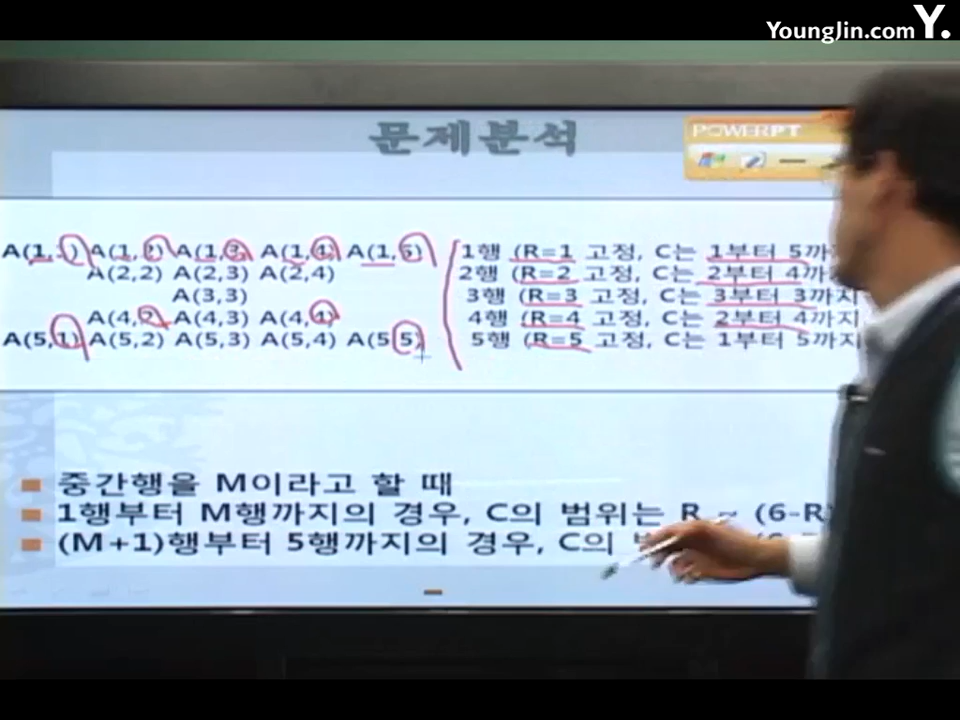 YoungJin.com Y.
문제분석
POWERPT
A(1,1) A(1,2) A(1,3) A(1,4) A(1,5) 1행 (R=1 고정, C는 1부터 5까지
A(2,2) A(2,3) A(2,4) 2행 (R=2 고정, C는 2부터 4까지
A(3,3) 3행 (R=3 고정, C는 3부터 3까지
A(4,2) A(4,3) A(4,4) 4행 (R=4 고정, C는 2부터 4까지
A(5,1) A(5,2) A(5,3) A(5,4) A(5,5) 5행 (R=5 고정, C는 1부터 5까지
중간행을 M이라고 할 때
1행부터 M행까지의 경우, C의 범위는 R ~ (6-R)
(M+1)행부터 5행까지의 경우, C의